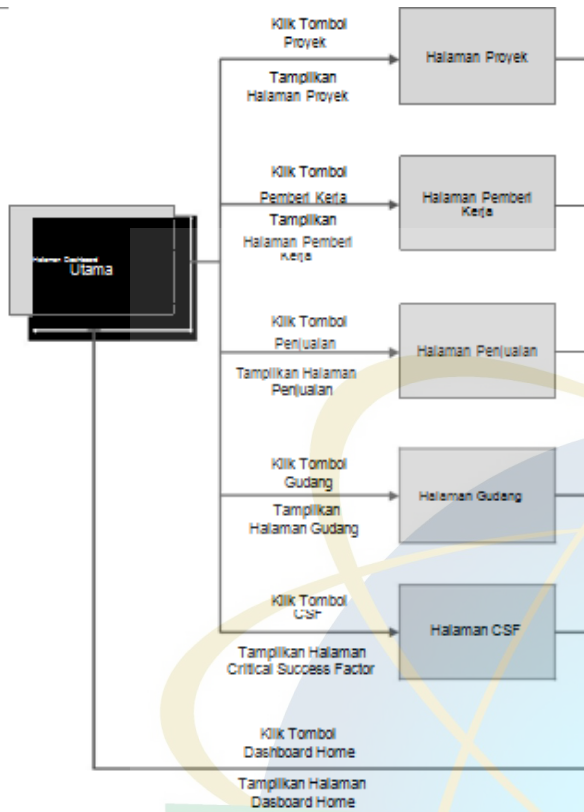 Klik Tombol
Proyek
Tampilkan
Halaman Proyek
Halaman Proyek
Klik Tombol
Pemberi Kerja
Tampilkan
Halaman Pemberi
Kerja
Halaman Pemberi
Kerja
Halaman Dashboard
Utama
Klik Tombol
Penjualan
Tampilkan Halaman
Penjualan
Halaman Penjualan
Klik Tombol
Gudang
Tampilkan
Halaman Gudang
Halaman Gudang
Klik Tombol
CSF
Tampilkan Halaman
Critical Success Factor
Halaman CSF
Klik Tombol
Dashboard Home
Tampilkan Halaman
Dasboard Home